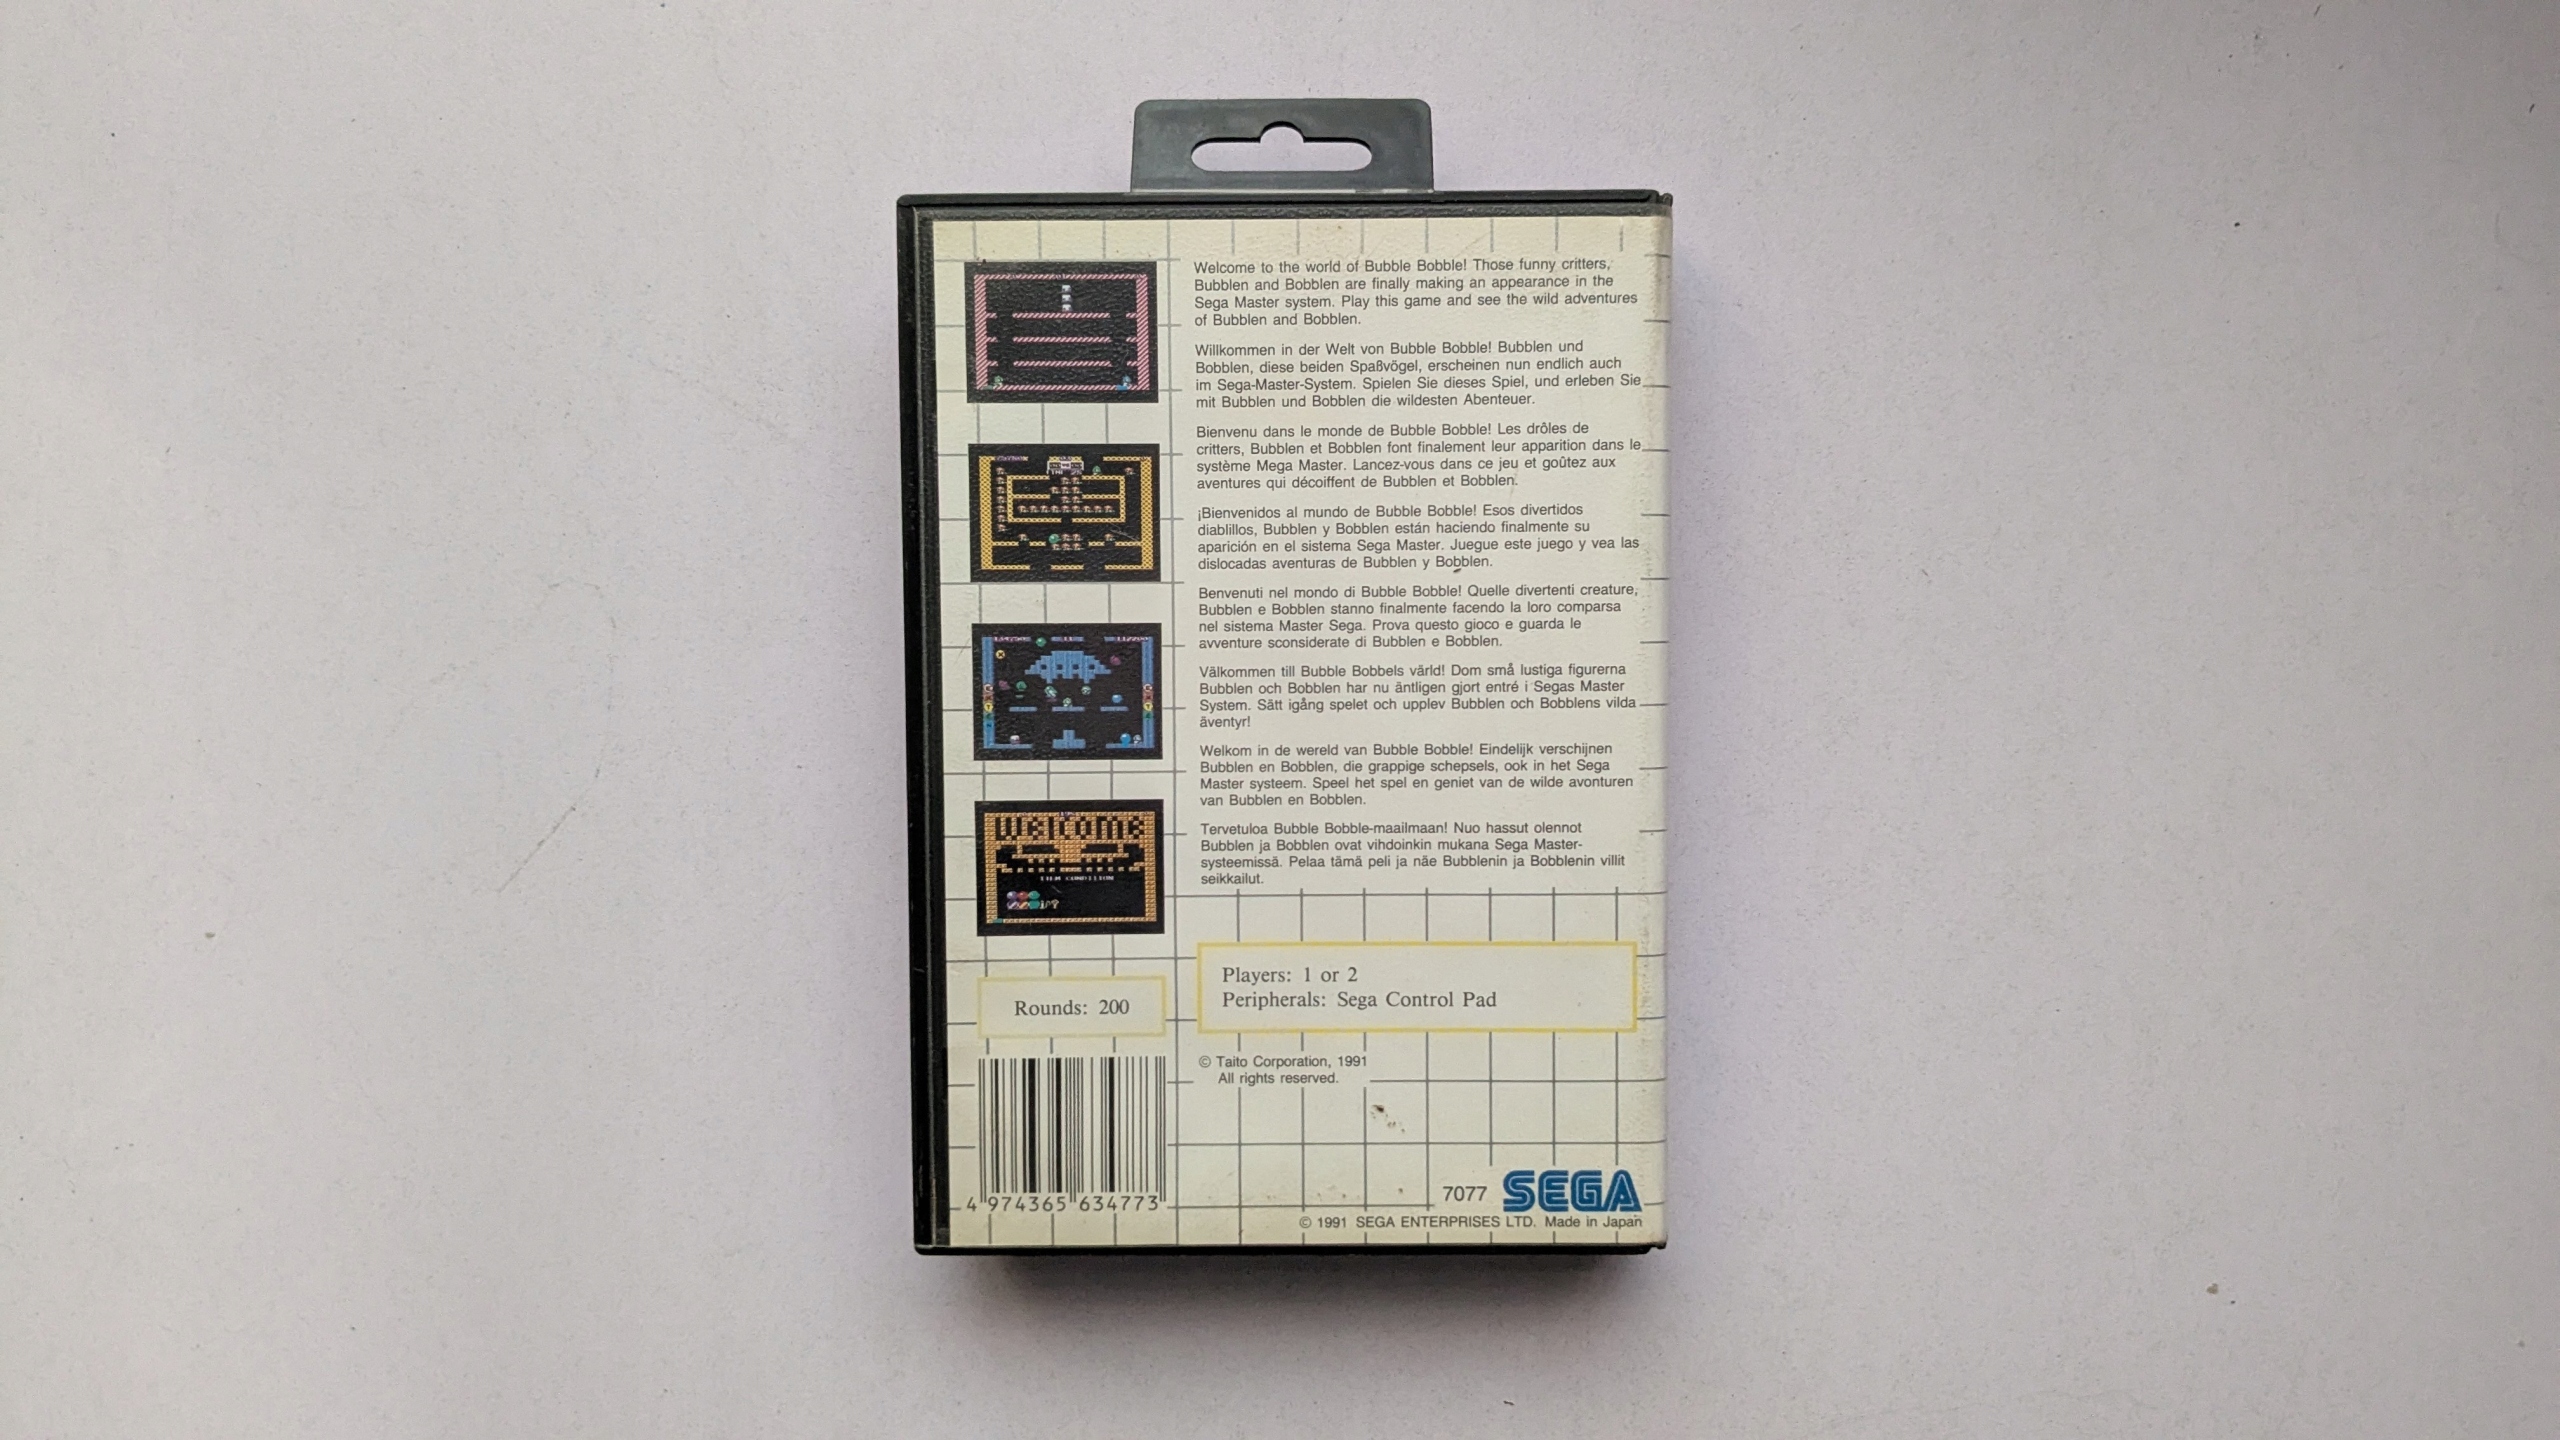 Welcome to the world of Bubble Bobble! Those funny critters,
Bubblen and Bobblen are finally making an appearance in the
Sega Master system. Play this game and see the wild adventures
of Bubblen and Bobblen.
Willkommen in der Welt von Bubble Bobble! Bubblen und
Bobblen, diese beiden Spaßvögel, erscheinen nun endlich auch
im Sega-Master-System. Spielen Sie dieses Spiel, und erleben Sie
mit Bubblen und Bobblen die wildesten Abenteuer.
Bienvenu dans le monde de Bubble Bobble! Les drôles de
critters, Bubblen et Bobblen font finalement leur apparition dans le
système Mega Master. Lancez-vous dans ce jeu et goûtez aux
aventures qui décoiffent de Bubblen et Bobblen.
¡Bienvenidos al mundo de Bubble Bobble! Esos divertidos
diablillos, Bubblen y Bobblen están haciendo finalmente su
aparición en el sistema Sega Master. Juegue este juego y vea las
dislocadas aventuras de Bubblen y Bobblen.
Benvenuti nel mondo di Bubble Bobble! Quelle divertenti creature,
Bubblen e Bobblen stanno finalmente facendo la loro comparsa
nel sistema Master Sega. Prova questo gioco e guarda le
avventure sconsiderate di Bubblen e Bobblen.
Välkommen till Bubble Bobbels värld! Dom små lustiga figurerna
Bubblen och Bobblen har nu äntligen gjort entré i Segas Master
System. Sätt igång spelet och upplev Bubblen och Bobblens vilda
äventyr!
Welkom in de wereld van Bubble Bobble! Eindelijk verschijnen
Bubblen en Bobblen, die grappige schepsels, ook in het Sega
Master systeem. Speel het spel en geniet van de wilde avonturen
van Bubblen en Bobblen.
Tervetuloa Bubble Bobble-maailmaan! Nuo hassut olennot
Bubblen ja Bobblen ovat vihdoinkin mukana Sega Master-
systeemissä. Pelaa tämä peli ja näe Bubblenin ja Bobblenin villit
seikkailut.
WELCOME
ITEM CONDITION
Rounds: 200
Players: 1 or 2
Peripherals: Sega Control Pad
© Taito Corporation, 1991
All rights reserved.
4 974365 634773
7077 SEGA
© 1991 SEGA ENTERPRISES LTD. Made in Japan